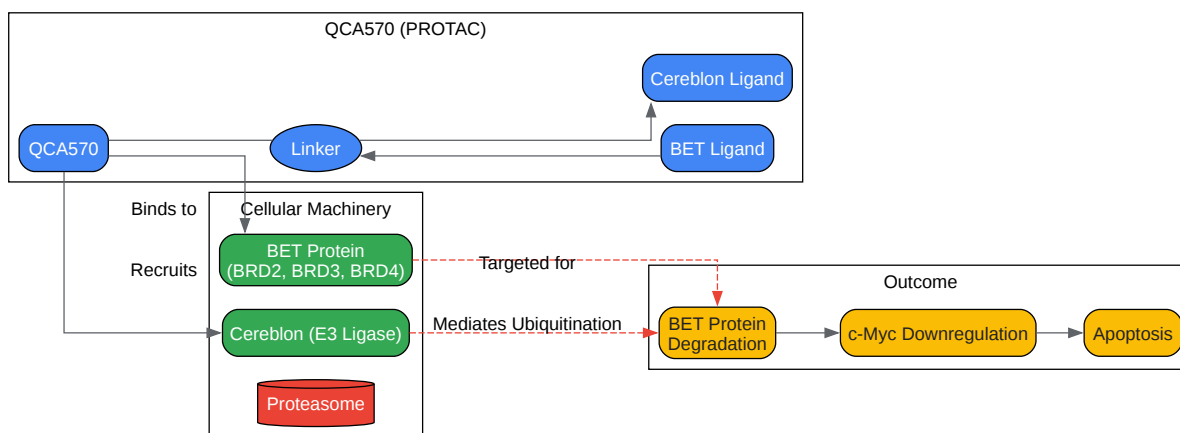 QCA570 (PROTAC)
Cereblon Ligand
QCA570
Linker
BET Ligand
Binds to
Cellular Machinery
BET Protein
(BRD2, BRD3, BRD4)
Recruits
Targeted for
Outcome
Cereblon (E3 Ligase)
Mediates Ubiquitination
BET Protein
Degradation
c-Myc Downregulation
Apoptosis
Proteasome